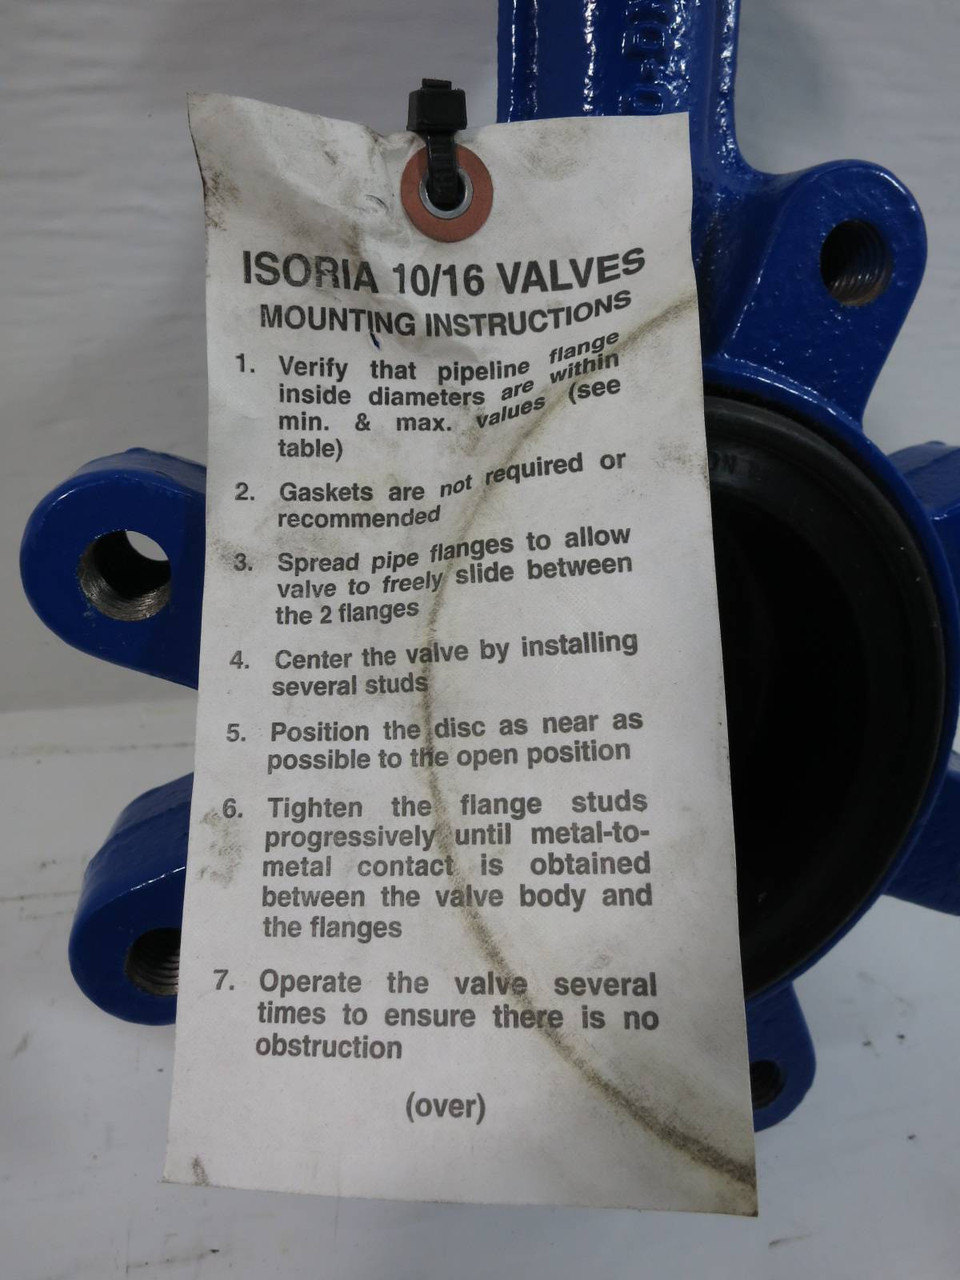 ISORIA 10/16 VALVES
MOUNTING INSTRUCTIONS
1. Verify that pipeline flange
inside diameters are within
min. & max. values (see
table)
2. Gaskets are not required or
recommended
3. Spread pipe flanges to allow
valve to freely slide between
the 2 flanges
4. Center the valve by installing
several studs
5. Position the disc as near as
possible to the open position
6. Tighten the flange studs
progressively until metal-to-
metal contact is obtained
between the valve body and
the flanges
7. Operate the valve several
times to ensure there is no
obstruction
(over)